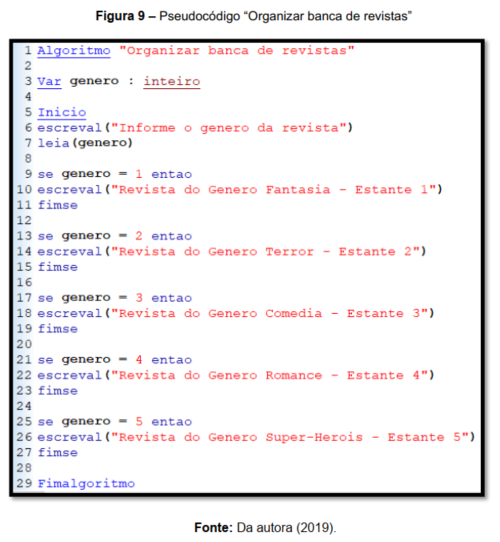 Figura 9 – Pseudocódigo “Organizar banca de revistas”
1 Algoritmo "Organizar banca de revistas"
2
3 Var genero : inteiro
4
5 Inicio
6 escreval("Informe o genero da revista")
7 leia(genero)
8
9 se genero = 1 entao
10 escreval("Revista do Genero Fantasia - Estante 1")
11 fimse
12
13 se genero = 2 entao
14 escreval("Revista do Genero Terror - Estante 2")
15 fimse
16
17 se genero = 3 entao
18 escreval("Revista do Genero Comedia - Estante 3")
19 fimse
20
21 se genero = 4 entao
22 escreval("Revista do Genero Romance - Estante 4")
23 fimse
24
25 se genero = 5 entao
26 escreval("Revista do Genero Super-Herois - Estante 5")
27 fimse
28
29 Fimalgoritmo
Fonte: Da autora (2019).